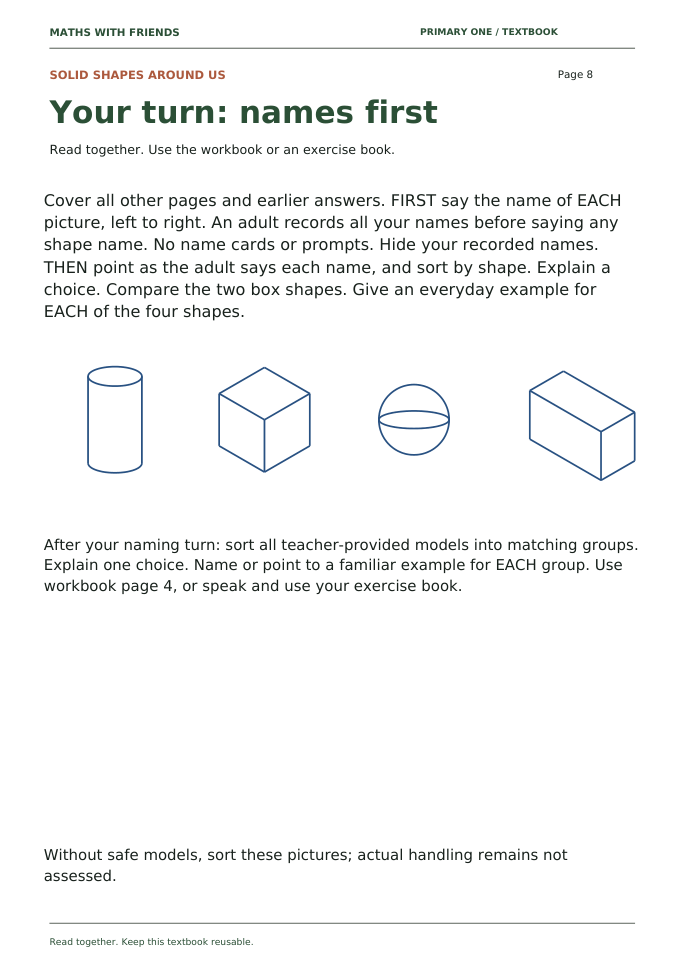 MATHS WITH FRIENDS
PRIMARY ONE / TEXTBOOK
SOLID SHAPES AROUND US
Page 8
Your turn: names first
Read together. Use the workbook or an exercise book.
Cover all other pages and earlier answers. FIRST say the name of EACH
picture, left to right. An adult records all your names before saying any
shape name. No name cards or prompts. Hide your recorded names.
THEN point as the adult says each name, and sort by shape. Explain a
choice. Compare the two box shapes. Give an everyday example for
EACH of the four shapes.
After your naming turn: sort all teacher-provided models into matching groups.
Explain one choice. Name or point to a familiar example for EACH group. Use
workbook page 4, or speak and use your exercise book.
Without safe models, sort these pictures; actual handling remains not
assessed.
Read together. Keep this textbook reusable.